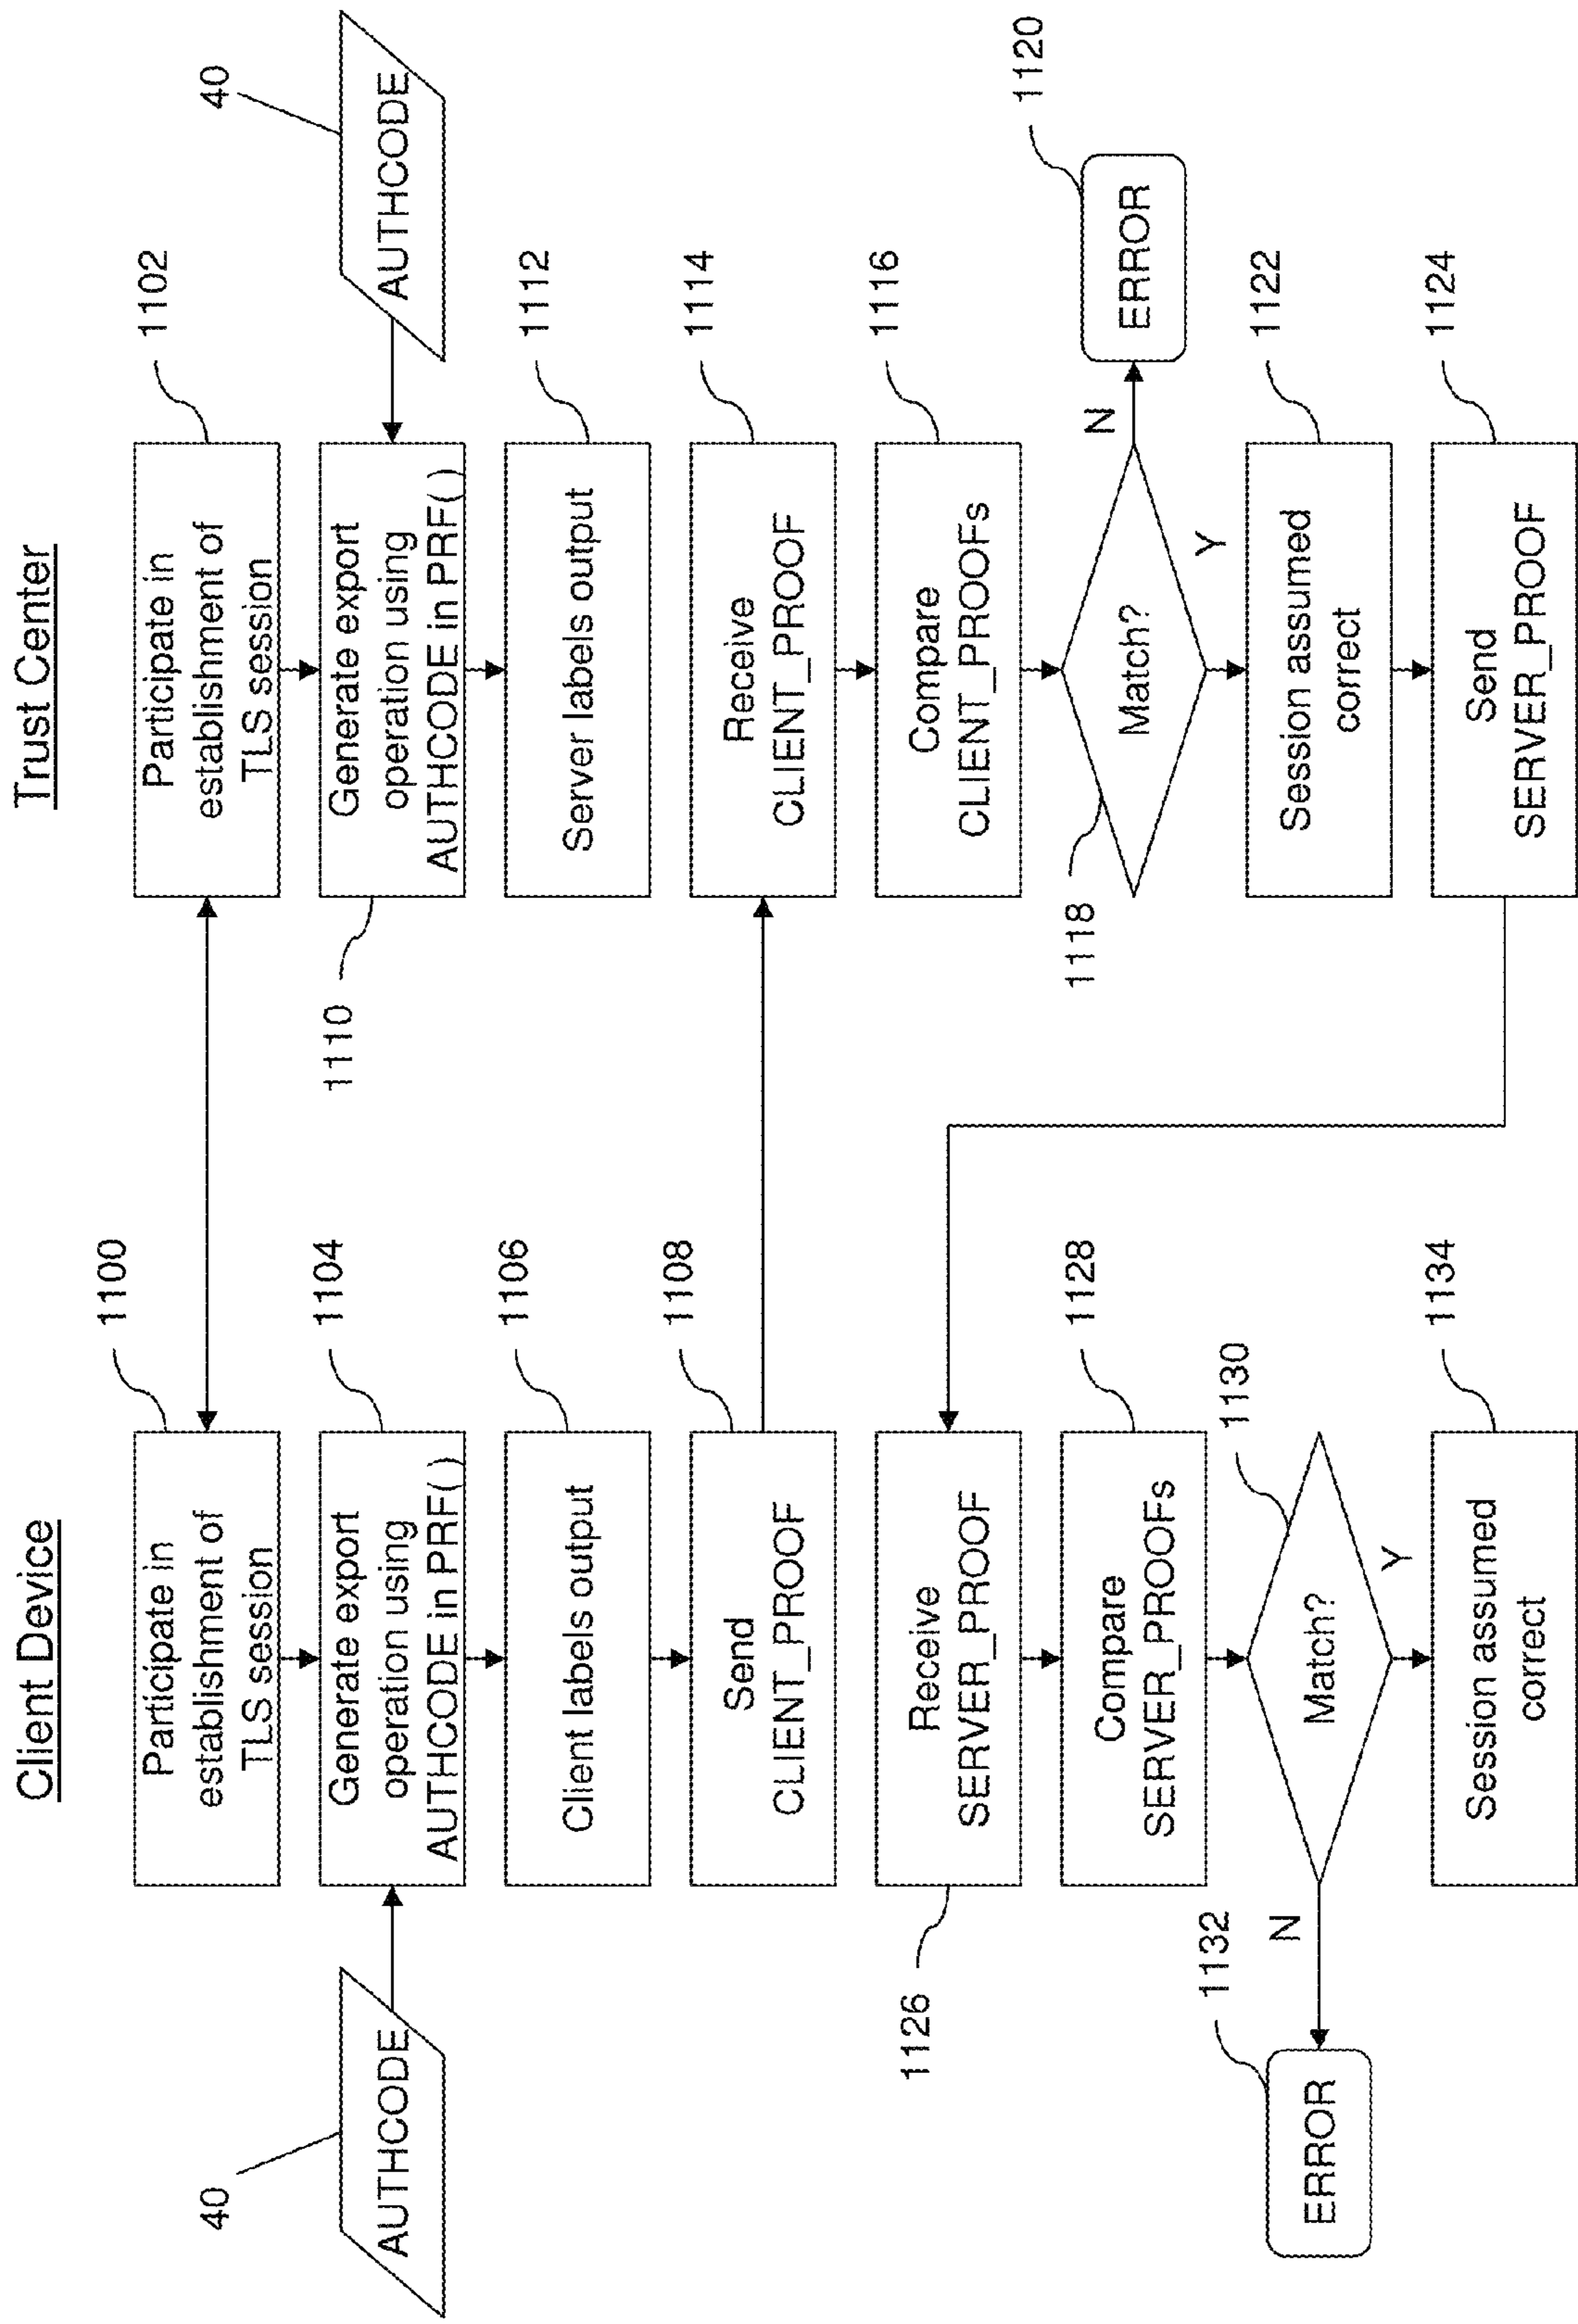 Client Device
Trust Center
1100
Participate in
establishment of
TLS session
1102
Participate in
establishment of
TLS session
40
AUTHCODE
1104
Generate export
operation using
AUTHCODE in PRF( )
1110
Generate export
operation using
AUTHCODE in PRF( )
40
AUTHCODE
1106
Client labels output
1112
Server labels output
1108
Send
CLIENT_PROOF
1114
Receive
CLIENT_PROOF
1126
Receive
SERVER_PROOF
1116
Compare
CLIENT_PROOFs
1128
Compare
SERVER_PROOFs
1118
Match?
N
1120
ERROR
Y
1130
Match?
N
1132
ERROR
Y
1122
Session assumed
correct
1134
Session assumed
correct
1124
Send
SERVER_PROOF